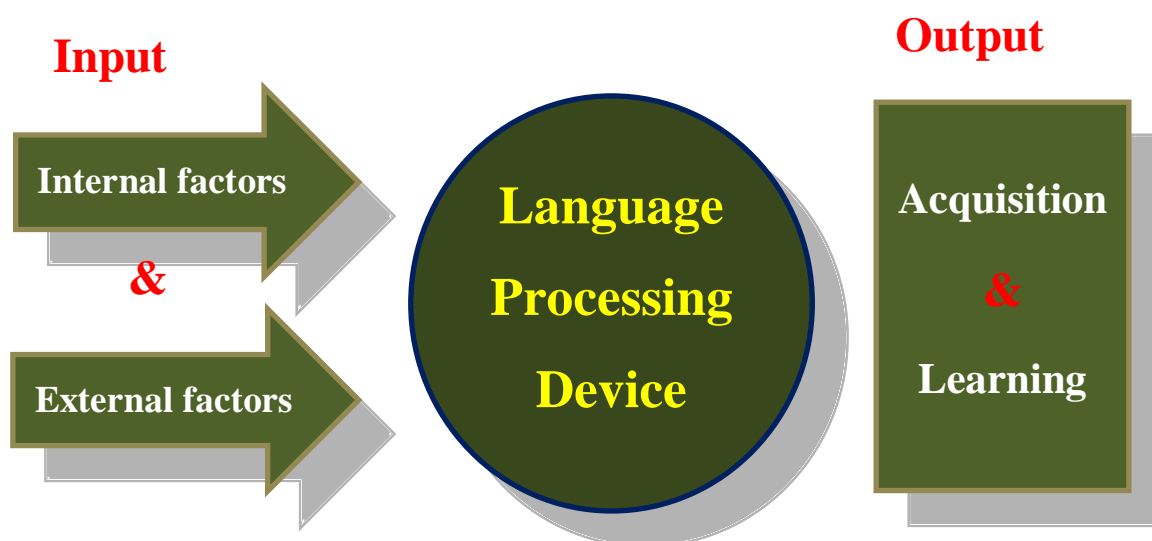 Input
Internal factors
&
External factors
Language
Processing
Device
Output
Acquisition
&
Learning